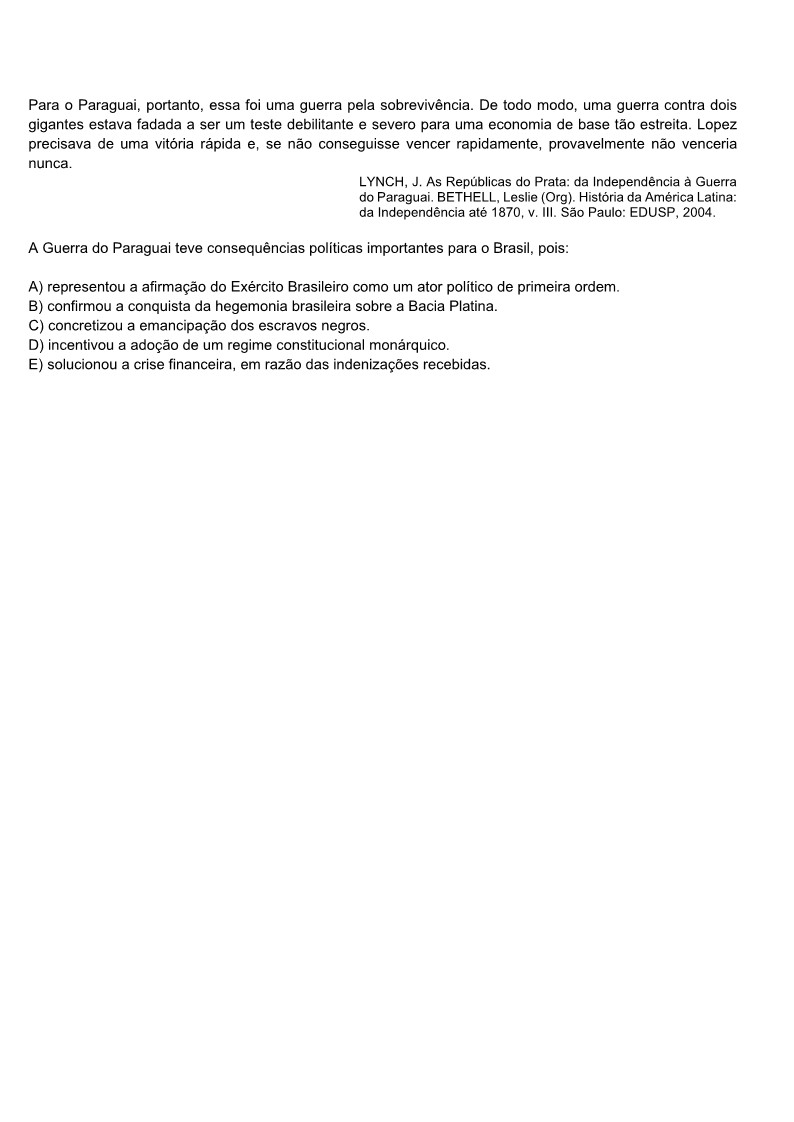 Para o Paraguai, portanto, essa foi uma guerra pela sobrevivência. De todo modo, uma guerra contra dois
gigantes estava fadada a ser um teste debilitante e severo para uma economia de base tão estreita. Lopez
precisava de uma vitória rápida e, se não conseguisse vencer rapidamente, provavelmente não venceria
nunca.
LYNCH, J. As Repúblicas do Prata: da Independência à Guerra
do Paraguai. BETHELL, Leslie (Org). História da América Latina:
da Independência até 1870, v. III. São Paulo: EDUSP, 2004.
A Guerra do Paraguai teve consequências políticas importantes para o Brasil, pois:
A) representou a afirmação do Exército Brasileiro como um ator político de primeira ordem.
B) confirmou a conquista da hegemonia brasileira sobre a Bacia Platina.
C) concretizou a emancipação dos escravos negros.
D) incentivou a adoção de um regime constitucional monárquico.
E) solucionou a crise financeira, em razão das indenizações recebidas.